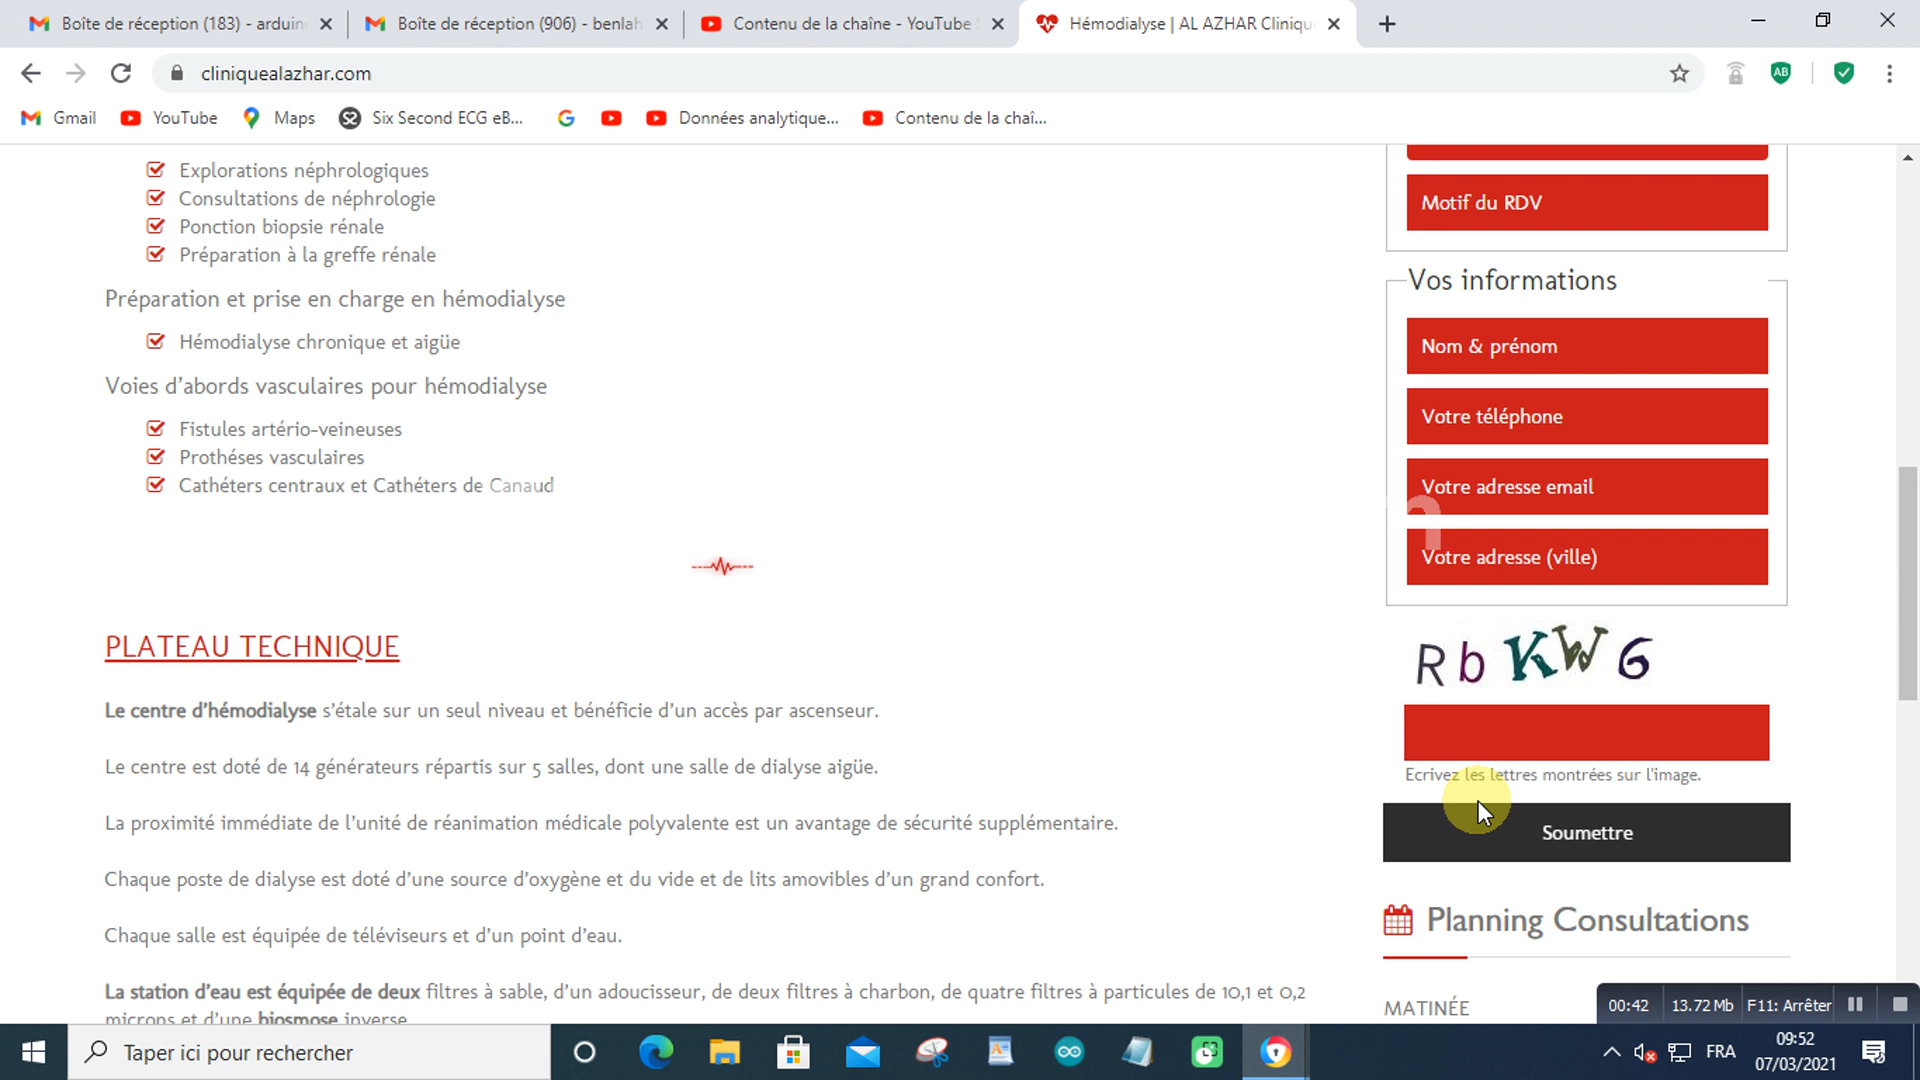 Boîte de réception (183) - arduin
Boîte de réception (906) - benlah
Contenu de la chaîne - YouTube S
Hémodialyse | AL AZHAR Clinique
cliniquealazhar.com
Gmail
YouTube
Maps
Six Second ECG eB...
Données analytique...
Contenu de la chaî...
Explorations néphrologiques
Consultations de néphrologie
Ponction biopsie rénale
Préparation à la greffe rénale
Préparation et prise en charge en hémodialyse
Hémodialyse chronique et aigüe
Voies d'abords vasculaires pour hémodialyse
Fistules artério-veineuses
Prothéses vasculaires
Cathéters centraux et Cathéters de Canaud
PLATEAU TECHNIQUE
Le centre d'hémodialyse s'étale sur un seul niveau et bénéficie d'un accès par ascenseur.
Le centre est doté de 14 générateurs répartis sur 5 salles, dont une salle de dialyse aigüe.
La proximité immédiate de l'unité de réanimation médicale polyvalente est un avantage de sécurité supplémentaire.
Chaque poste de dialyse est doté d'une source d'oxygène et du vide et de lits amovibles d'un grand confort.
Chaque salle est équipée de téléviseurs et d'un point d'eau.
La station d'eau est équipée de deux filtres à sable, d'un adoucisseur, de deux filtres à charbon, de quatre filtres à particules de 10,1 et 0,2
microns et d'une biosmose inverse
Motif du RDV
Vos informations
Nom & prénom
Votre téléphone
Votre adresse email
Votre adresse (ville)
R b K W 6
Ecrivez les lettres montrées sur l'image.
Soumettre
Planning Consultations
MATINÉE
00:42
13.72 Mb
F11: Arrêter
Taper ici pour rechercher
FRA
09:52
07/03/2021